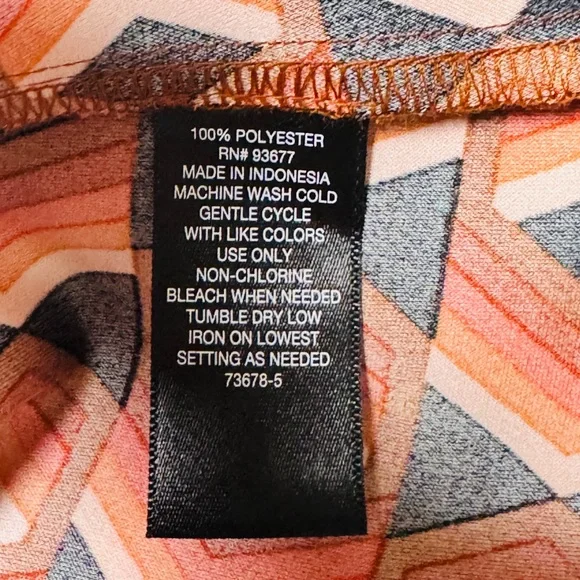 100% POLYESTER
RN# 93677
MADE IN INDONESIA
MACHINE WASH COLD
GENTLE CYCLE
WITH LIKE COLORS
USE ONLY
NON-CHLORINE
BLEACH WHEN NEEDED
TUMBLE DRY LOW
IRON ON LOWEST
SETTING AS NEEDED
73678-5